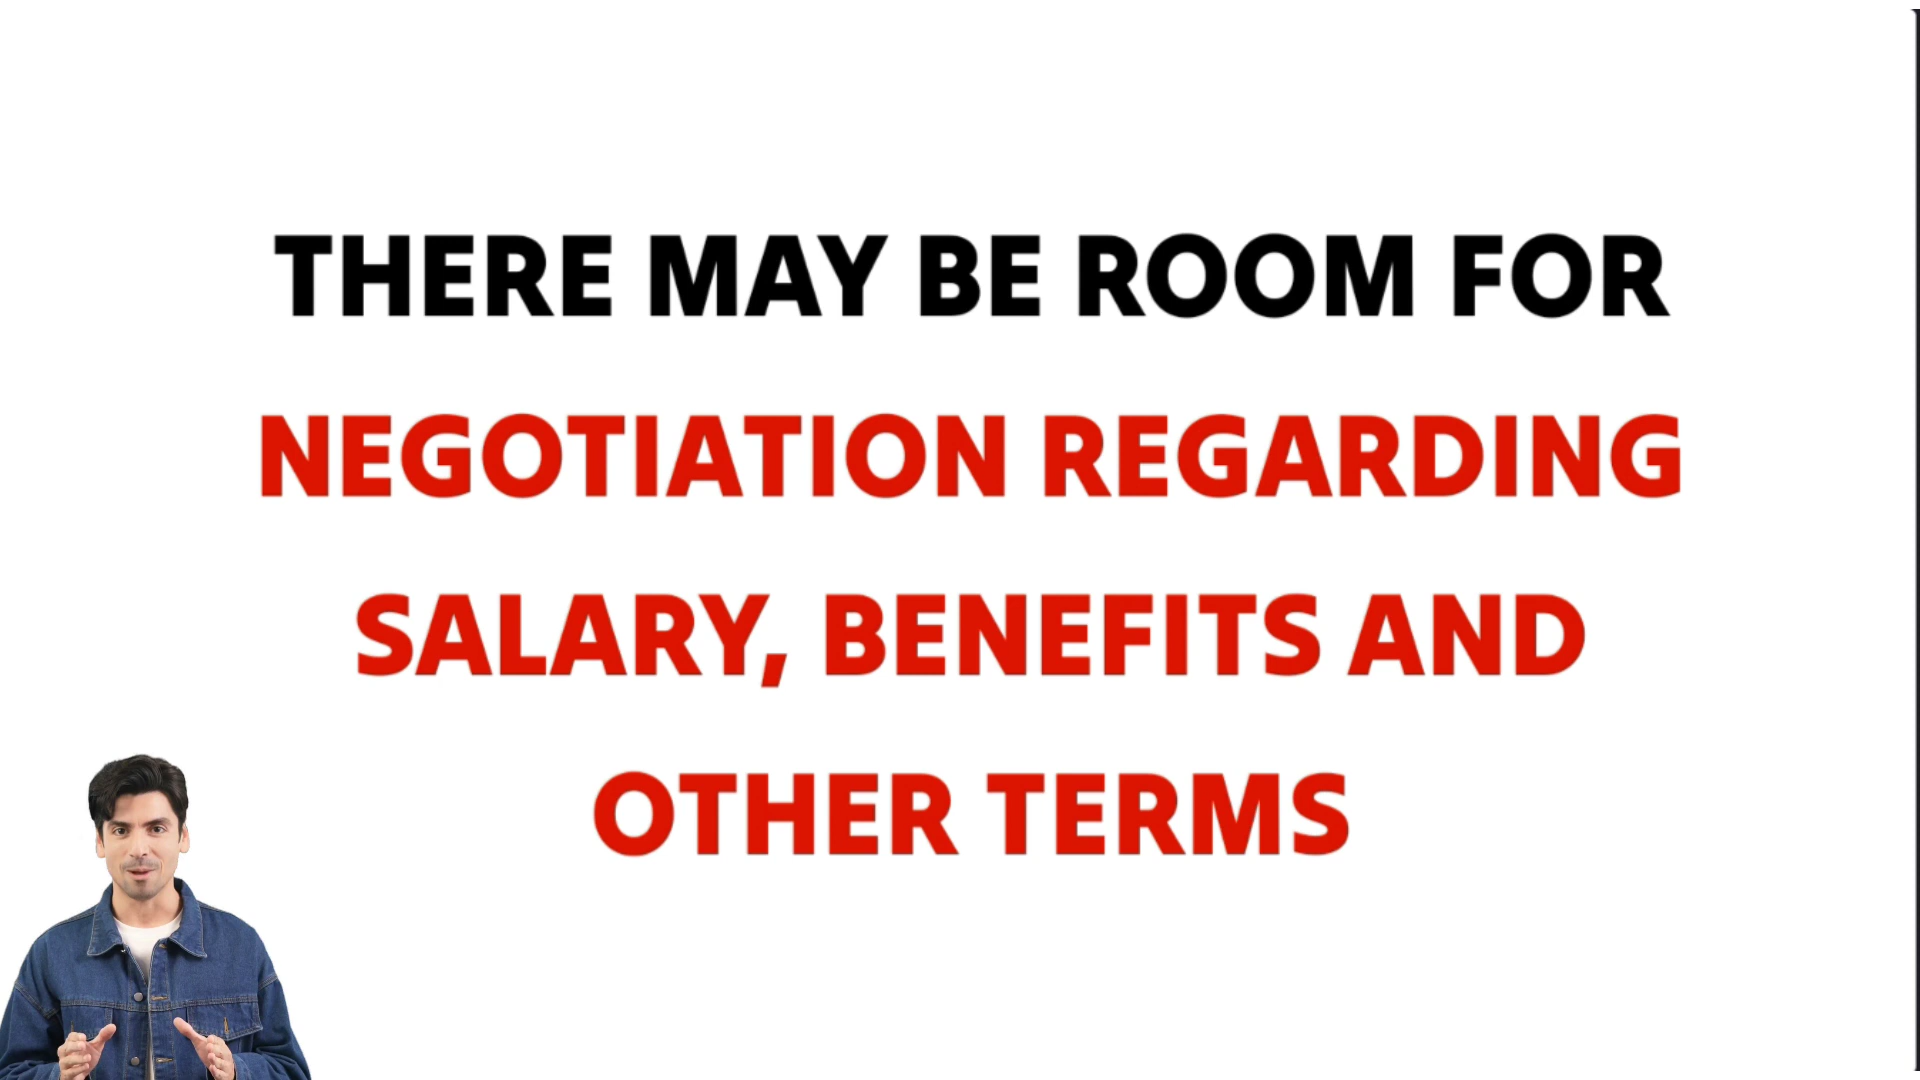 THERE MAY BE ROOM FOR
NEGOTIATION REGARDING
SALARY, BENEFITS AND
OTHER TERMS